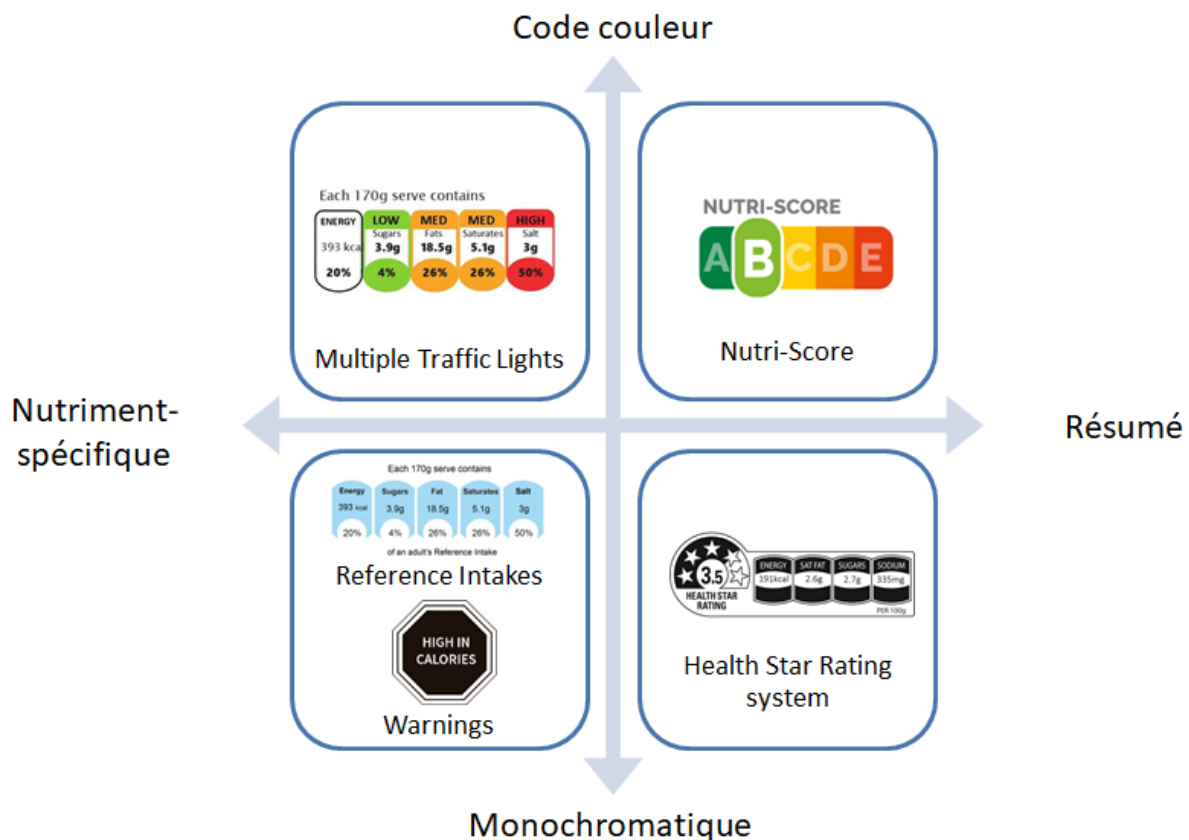 Code couleur
Each 170g serve contains
ENERGY LOW MED MED HIGH
Sugars Fats Saturates Salt
393 kca 3.9g 18.5g 5.1g 3g
20% 4% 26% 26% 50%
Multiple Traffic Lights
NUTRI-SCORE
A B C D E
Nutri-Score
Nutriment-
spécifique
Résumé
Each 170g serve contains
Energy Sugars Fat Saturates Salt
393 kcal 3.9g 18.5g 5.1g 3g
20% 4% 26% 26% 50%
of an adult's Reference Intake
Reference Intakes
HIGH IN
CALORIES
Warnings
3.5
HEALTH STAR
RATING
ENERGY SAT FAT SUGARS SODIUM
191kcal 2.6g 2.7g 335mg
PER 100g
Health Star Rating
system
Monochromatique